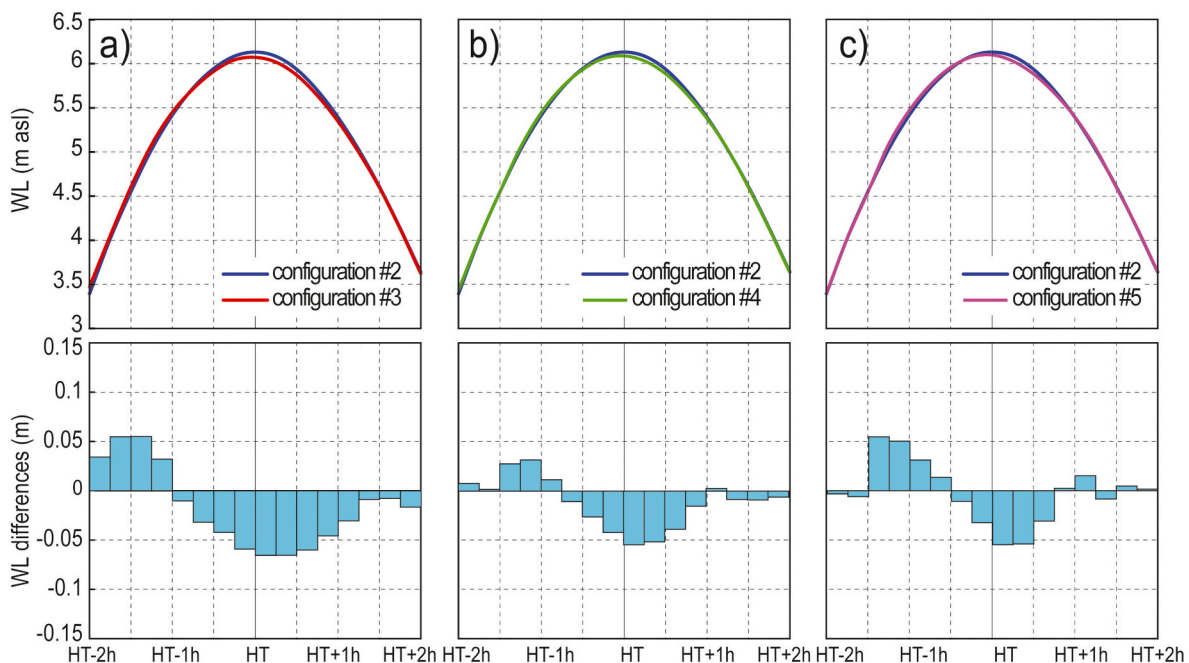 WL (m asl)
6.5
6
5.5
5
4.5
4
3.5
3
a)
configuration #2
configuration #3
b)
configuration #2
configuration #4
c)
configuration #2
configuration #5
WL differences (m)
0.15
0.1
0.05
0
-0.05
-0.1
-0.15
HT-2h HT-1h HT HT+1h HT+2h
HT-2h HT-1h HT HT+1h HT+2h
HT-2h HT-1h HT HT+1h HT+2h